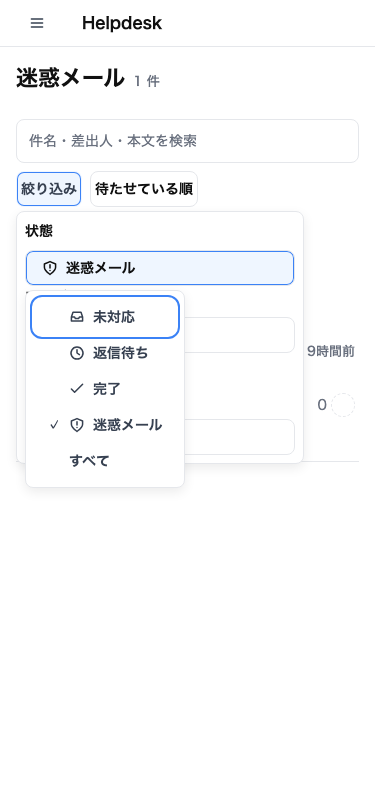 Helpdesk
迷惑メール 1 件
件名・差出人・本文を検索
絞り込み 待たせている順
状態
迷惑メール
未対応
9時間前
返信待ち
完了
0
✓ 迷惑メール
すべて